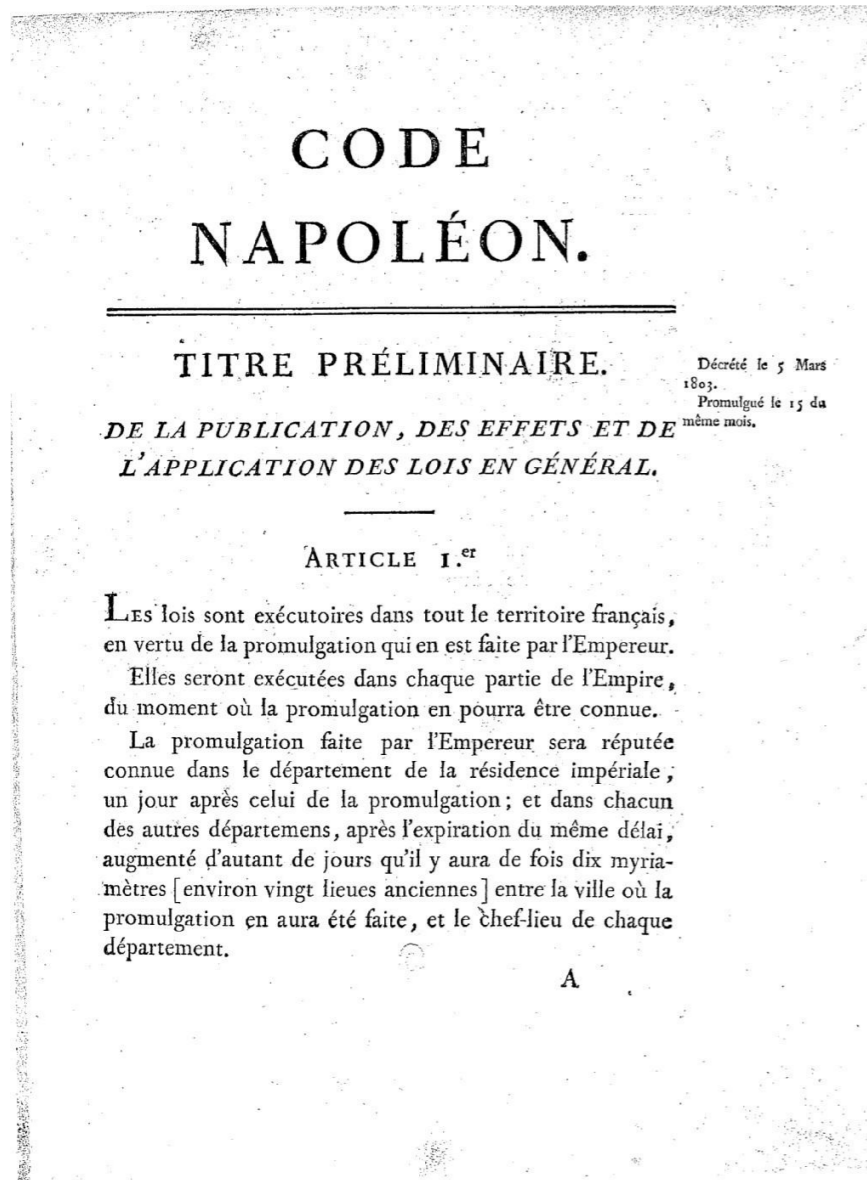 CODE
NAPOLÉON.
TITRE PRÉLIMINAIRE.
DE LA PUBLICATION, DES EFFETS ET DE
L'APPLICATION DES LOIS EN GÉNÉRAL.
Décrété le 5 Mars
1803.
Promulgué le 15 du
même mois.
ARTICLE 1.er
LES lois sont exécutoires dans tout le territoire français,
en vertu de la promulgation qui en est faite par l'Empereur.
Elles seront exécutées dans chaque partie de l'Empire,
du moment où la promulgation en pourra être connue.
La promulgation faite par l'Empereur sera réputée
connue dans le département de la résidence impériale,
un jour après celui de la promulgation; et dans chacun
des autres départemens, après l'expiration du même délai,
augmenté d'autant de jours qu'il y aura de fois dix myria-
mètres [environ vingt lieues anciennes] entre la ville où la
promulgation en aura été faite, et le chef-lieu de chaque
département.
A